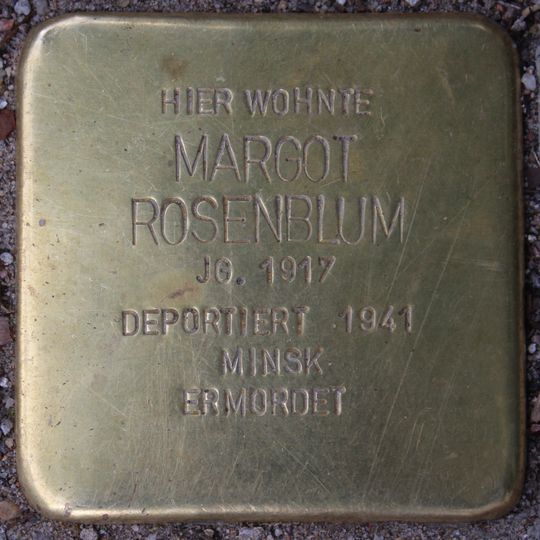 HIER WOHNTE
MARGOT
ROSENBLUM
JG. 1917
DEPORTIERT 1941
MINSK
ERMORDET